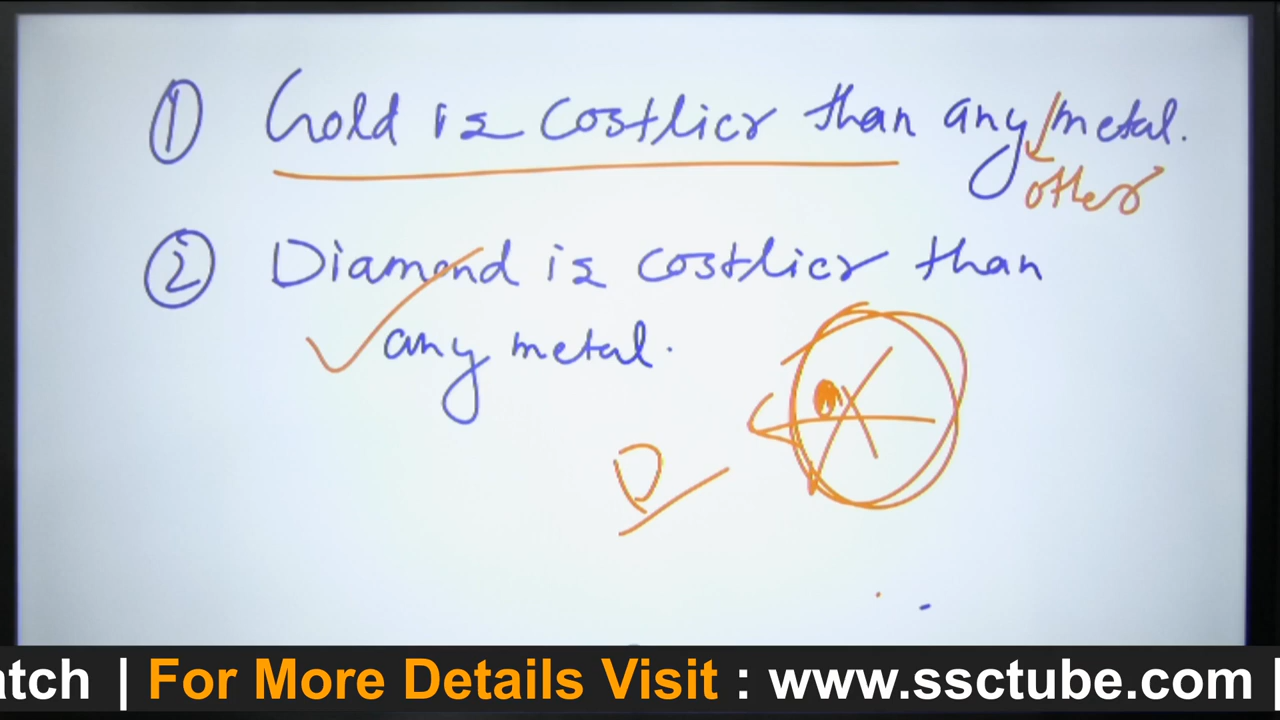 ① Gold is costlier than any/metal.
other
② Diamond is costlier than
any metal.
D
atch | For More Details Visit : www.ssctube.com |